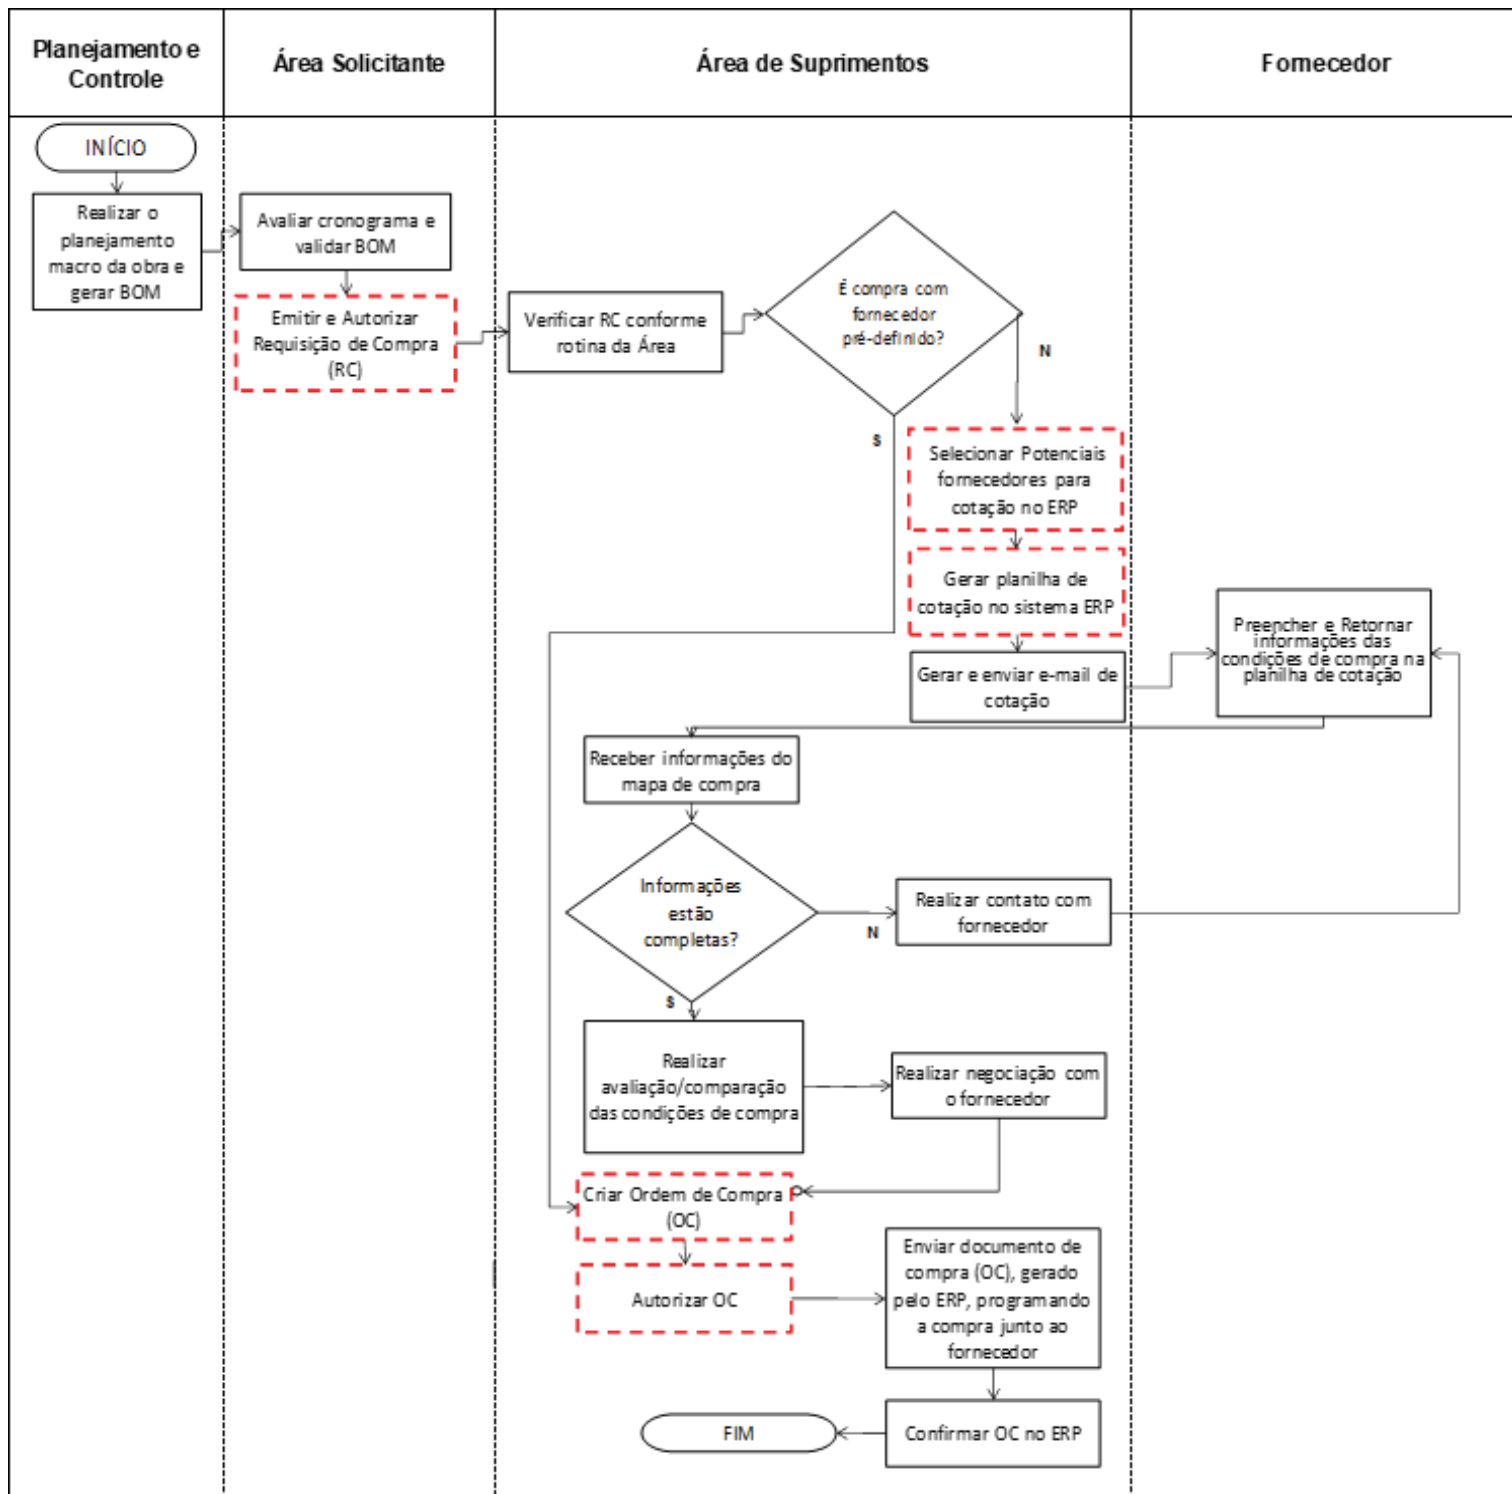 Planejamento e
Controle
Área Solicitante
Área de Suprimentos
Fornecedor
INÍCIO
Realizar o
planejamento
macro da obra e
gerar BOM
Avaliar cronograma e
validar BOM
Emitir e Autorizar
Requisição de Compra
(RC)
Verificar RC conforme
rotina da Área
É compra com
fornecedor
pré-definido?
N
S
Selecionar Potenciais
fornecedores para
cotação no ERP
Gerar planilha de
cotação no sistema ERP
Gerar e enviar e-mail de
cotação
Preencher e Retornar
informações das
condições de compra na
planilha de cotação
Receber informações do
mapa de compra
Informações
estão
completas?
N
S
Realizar contato com
fornecedor
Realizar
avaliação/comparação
das condições de compra
Realizar negociação com
o fornecedor
Criar Ordem de Compra
(OC)
Autorizar OC
Enviar documento de
compra (OC), gerado
pelo ERP, programando
a compra junto ao
fornecedor
Confirmar OC no ERP
FIM